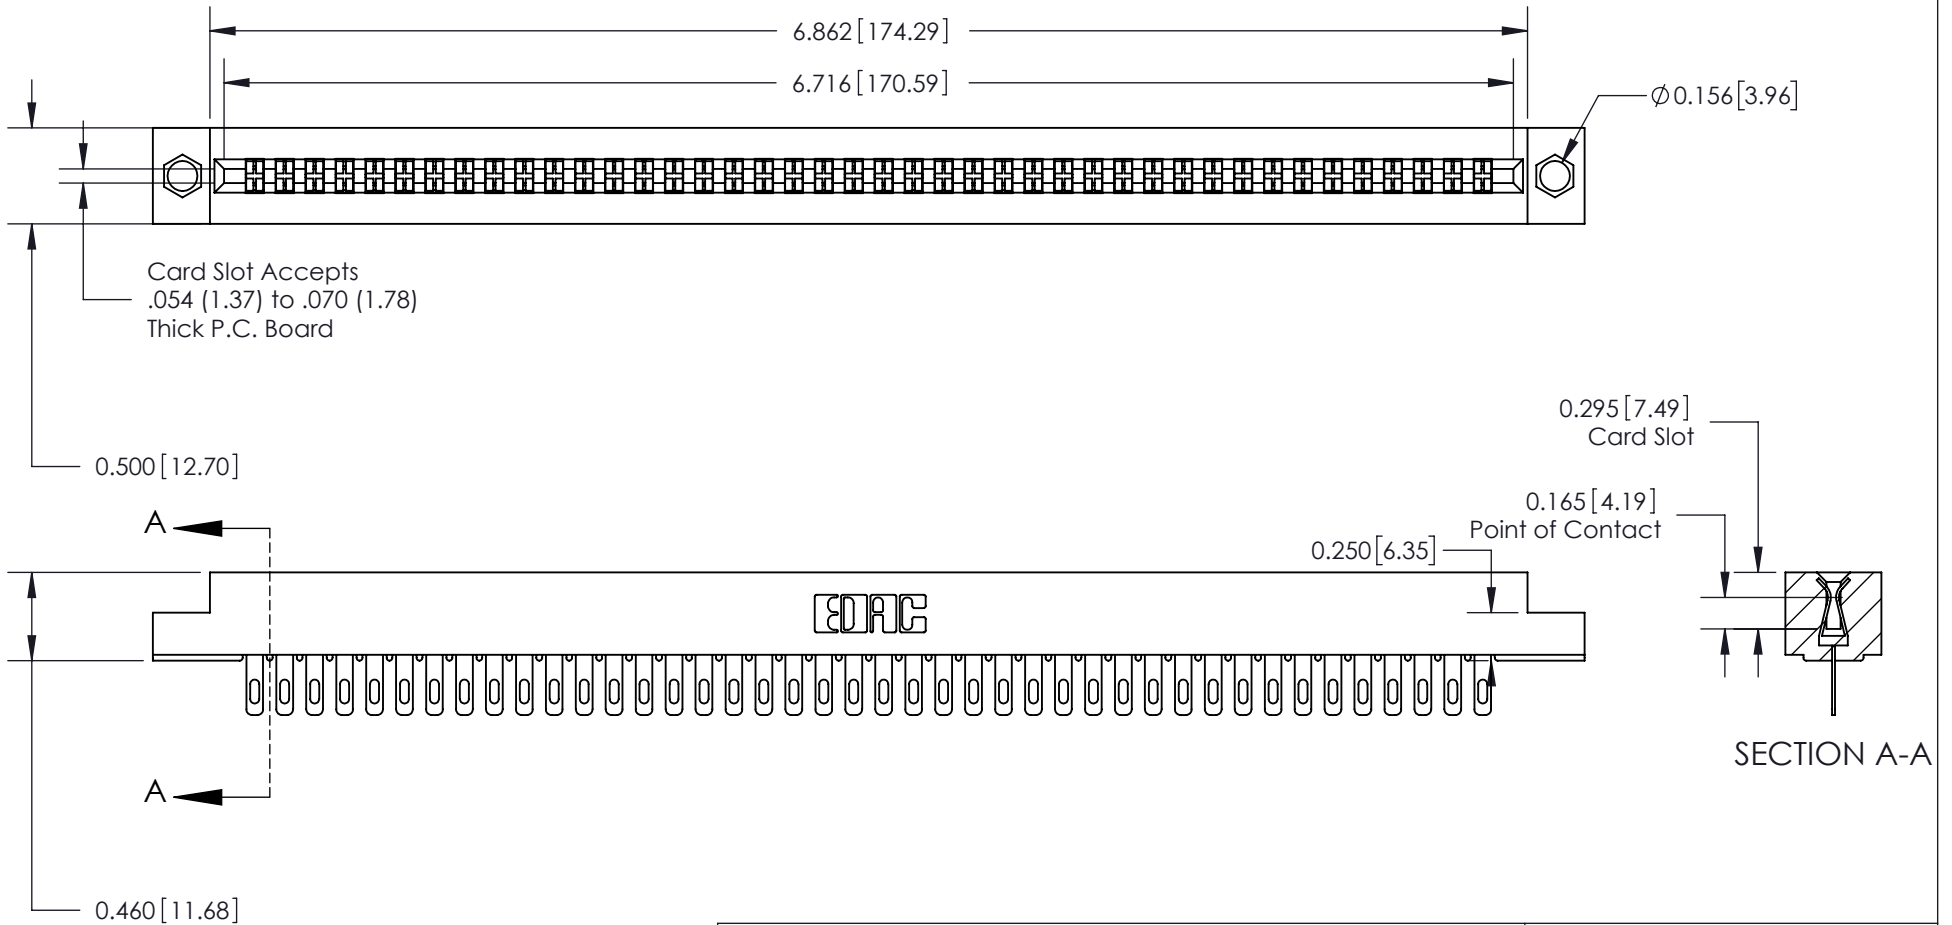 6.862[174.29]
6.716[170.59]
Ø0.156[3.96]
Card Slot Accepts
.054 (1.37) to .070 (1.78)
Thick P.C. Board
0.295[7.49]
Card Slot
0.500[12.70]
0.165[4.19]
Point of Contact
A
0.250[6.35]
EDAC
SECTION A-A
A
0.460[11.68]